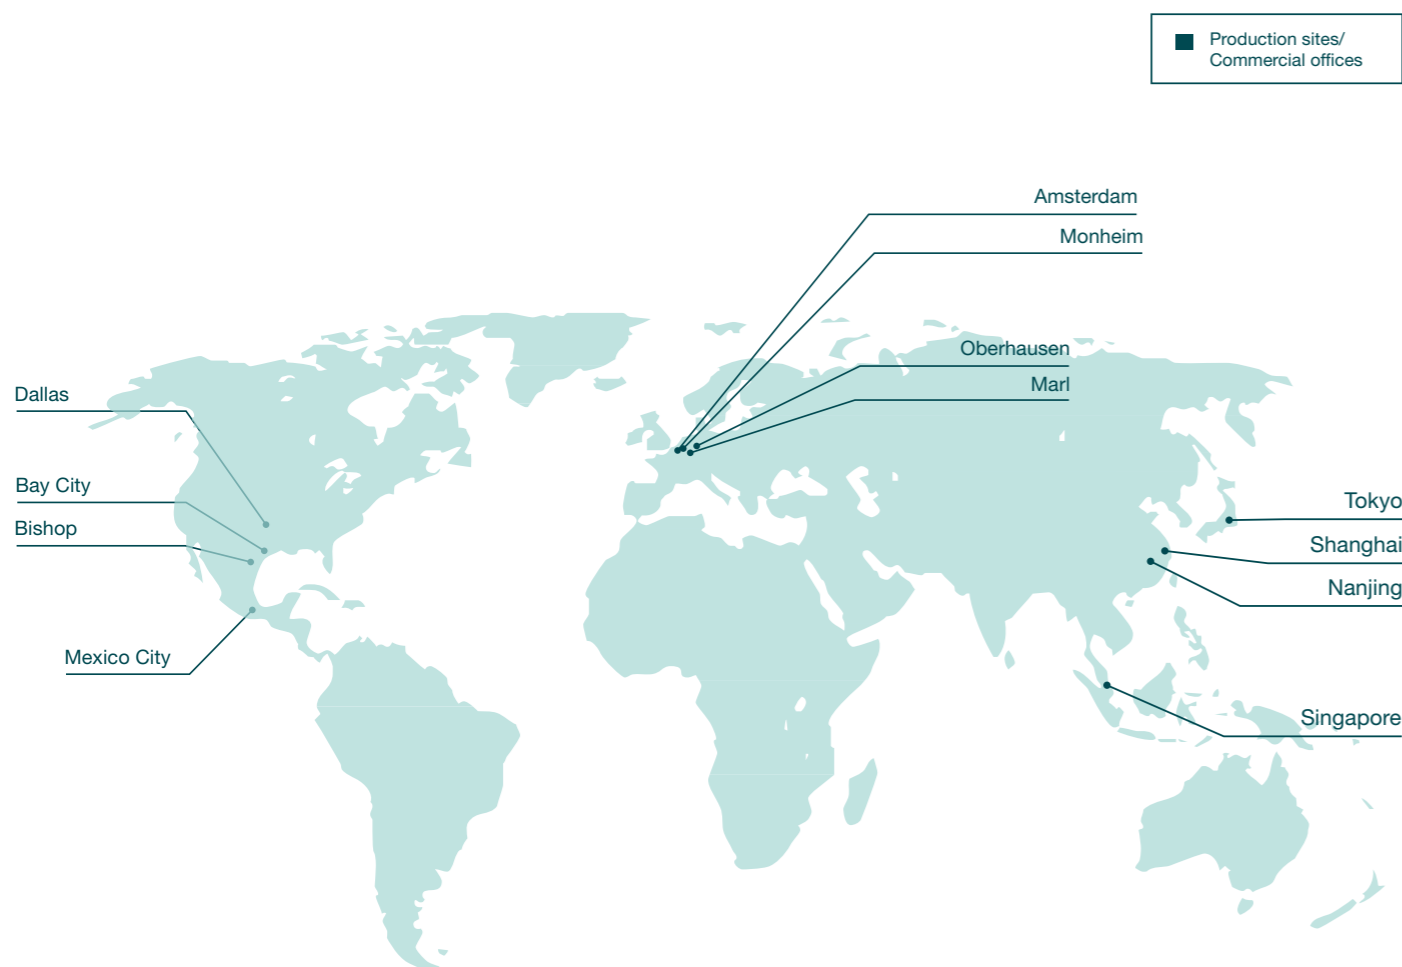 Production sites/
Commercial offices
Amsterdam
Monheim
Oberhausen
Marl
Dallas
Bay City
Bishop
Mexico City
Tokyo
Shanghai
Nanjing
Singapore